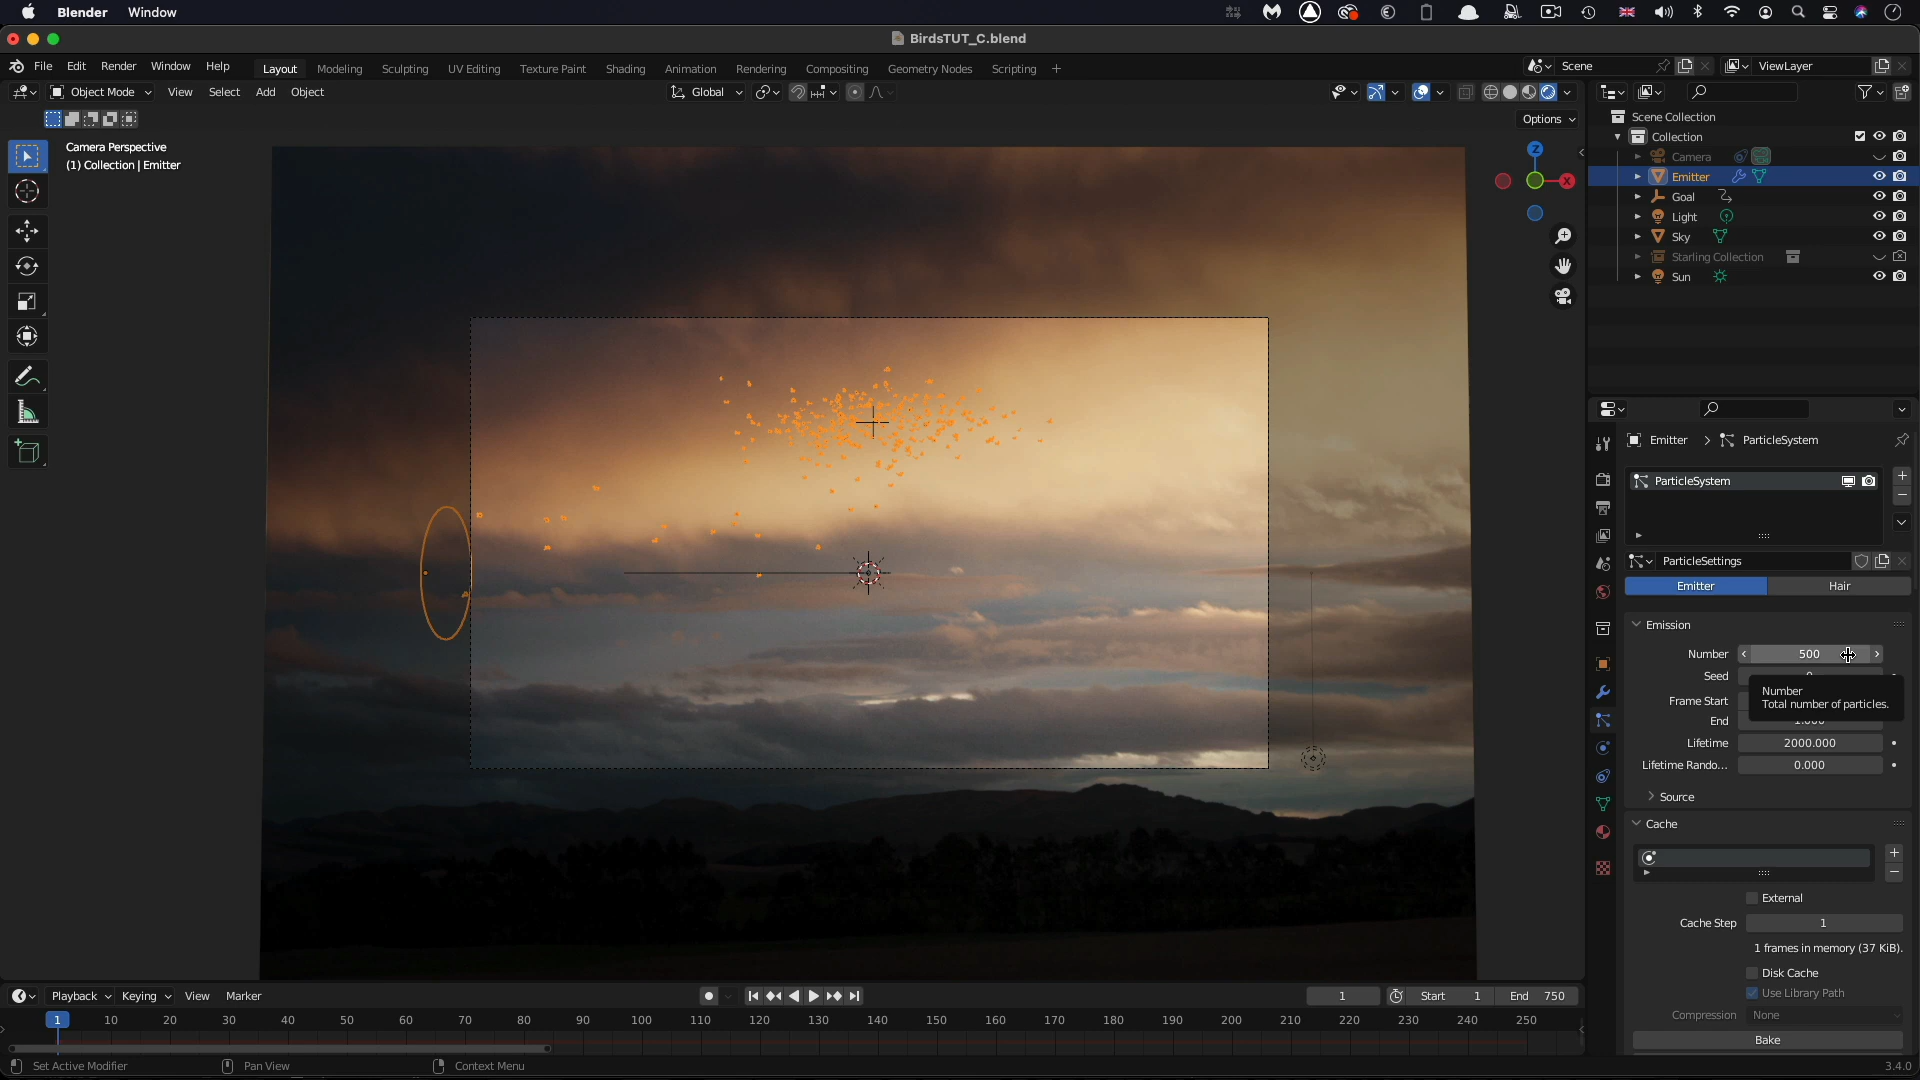 Blender Window
BirdsTUT_C.blend
File Edit Render Window Help Layout Modeling Sculpting UV Editing Texture Paint Shading Animation Rendering Compositing Geometry Nodes Scripting + Scene ViewLayer
Object Mode View Select Add Object Global
Options
Camera Perspective
(1) Collection | Emitter
Z
X
Scene Collection
Collection
Camera
Emitter
Goal
Light
Sky
Starling Collection
Sun
Emitter > ParticleSystem
ParticleSystem
ParticleSettings
Emitter Hair
Emission
Number 500
Seed
Number
Total number of particles.
Frame Start
End
Lifetime 2000.000
Lifetime Rando... 0.000
Source
Cache
External
Cache Step 1
1 frames in memory (37 KiB).
Disk Cache
Use Library Path
Compression None
Bake
Playback Keying View Marker 1 Start 1 End 750
1 10 20 30 40 50 60 70 80 90 100 110 120 130 140 150 160 170 180 190 200 210 220 230 240 250
Set Active Modifier Pan View Context Menu 3.4.0